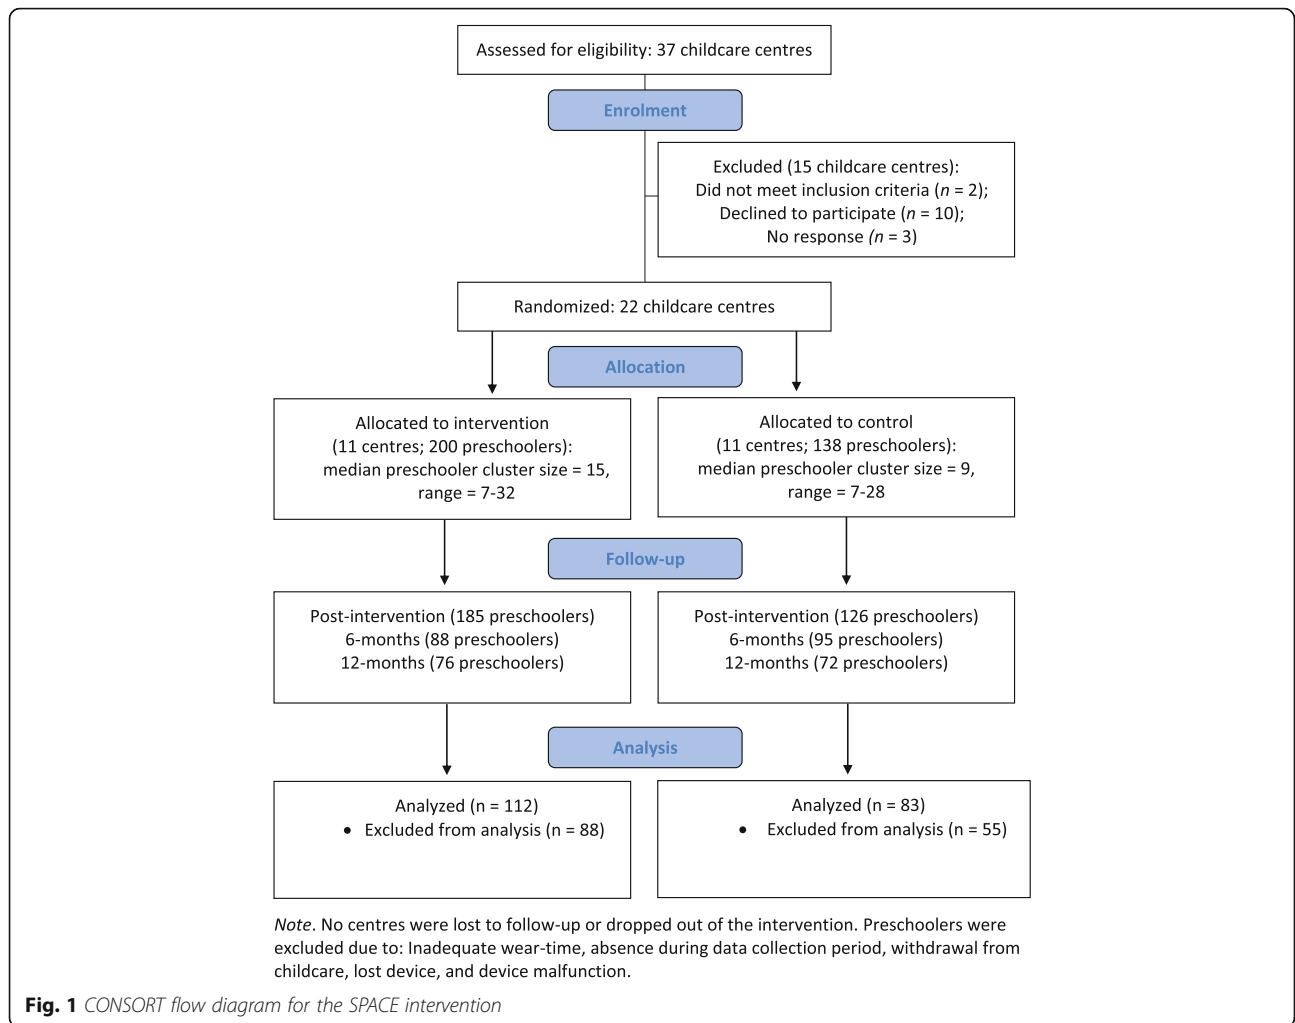 Assessed for eligibility: 37 childcare centres
Enrolment
Excluded (15 childcare centres):
Did not meet inclusion criteria (n = 2);
Declined to participate (n = 10);
No response (n = 3)
Randomized: 22 childcare centres
Allocation
Allocated to intervention
(11 centres; 200 preschoolers):
median preschooler cluster size = 15,
range = 7-32
Allocated to control
(11 centres; 138 preschoolers):
median preschooler cluster size = 9,
range = 7-28
Follow-up
Post-intervention (185 preschoolers)
6-months (88 preschoolers)
12-months (76 preschoolers)
Post-intervention (126 preschoolers)
6-months (95 preschoolers)
12-months (72 preschoolers)
Analysis
Analyzed (n = 112)
• Excluded from analysis (n = 88)
Analyzed (n = 83)
• Excluded from analysis (n = 55)
Note. No centres were lost to follow-up or dropped out of the intervention. Preschoolers were
excluded due to: Inadequate wear-time, absence during data collection period, withdrawal from
childcare, lost device, and device malfunction.
Fig. 1 CONSORT flow diagram for the SPACE intervention